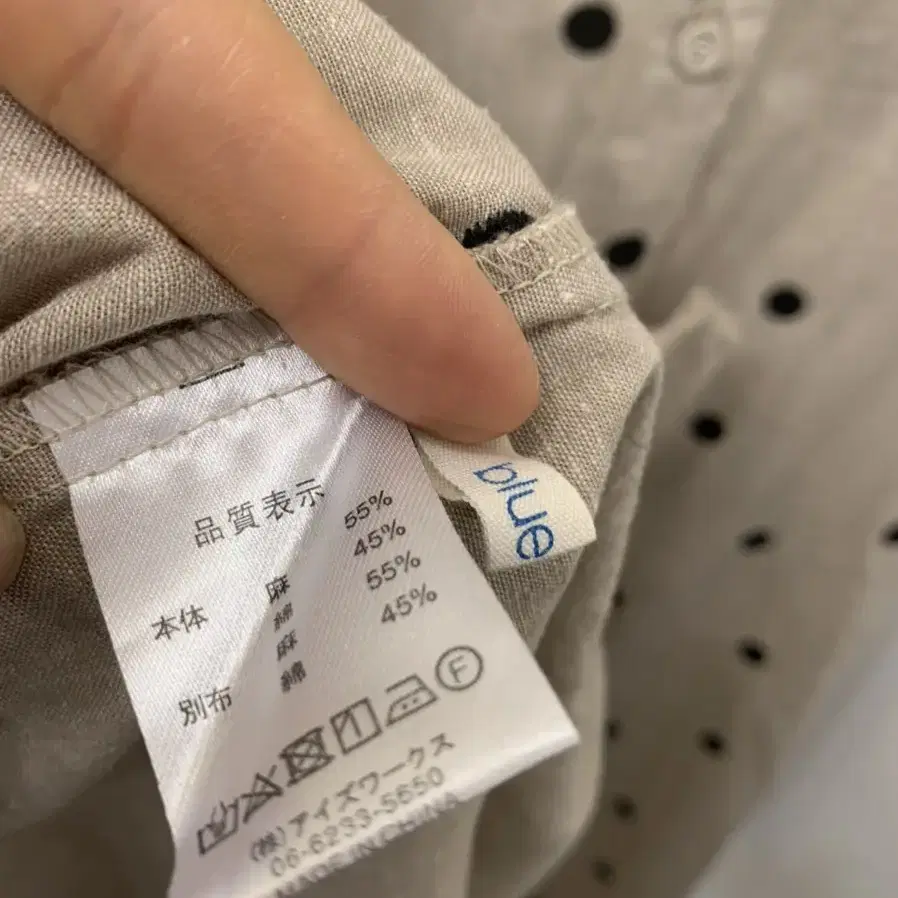 品質表示
本体 麻 55%
綿 45%
別布 麻 55%
綿 45%
F
(株)アイズワークス
06-6233-5650
MADE IN CHINA
blue